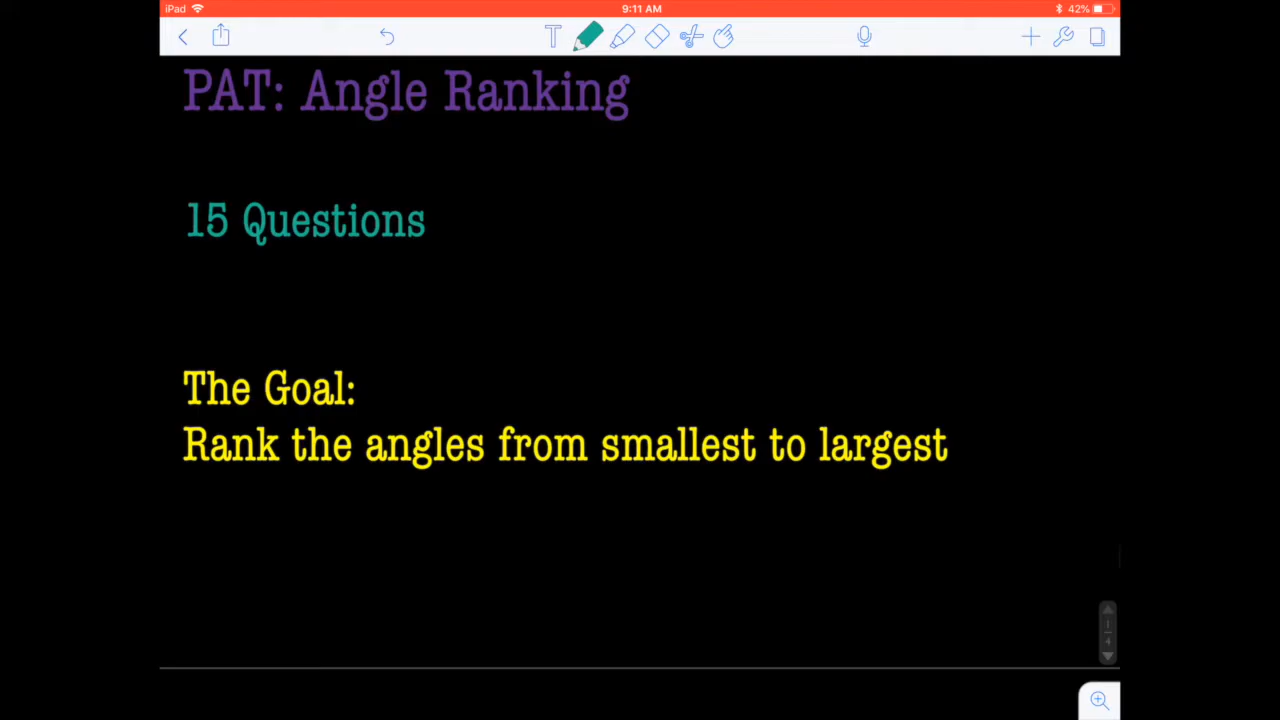 iPad 9:11 AM 42%
T
PAT: Angle Ranking
15 Questions
The Goal:
Rank the angles from smallest to largest